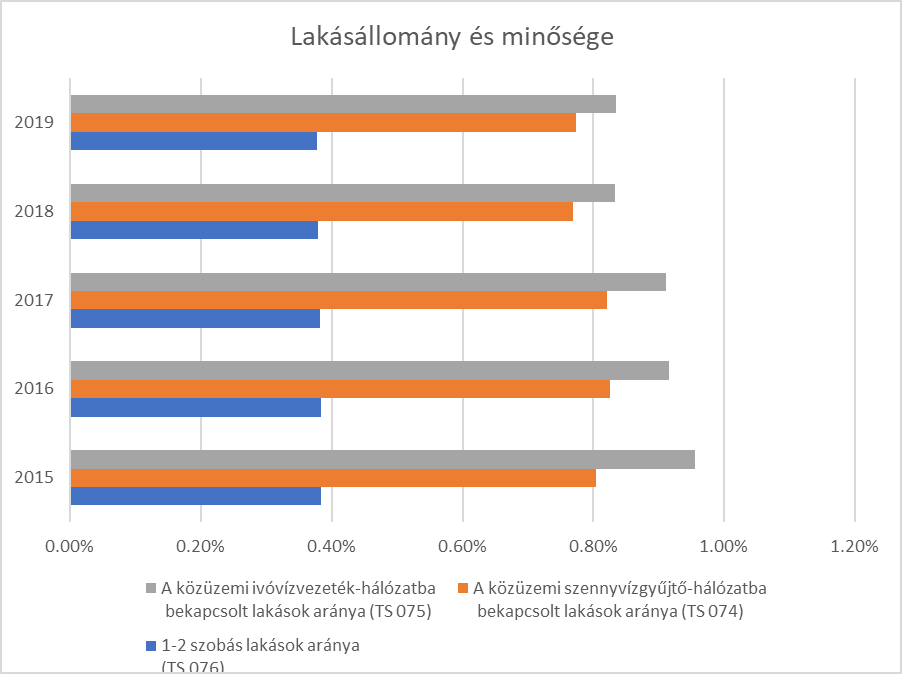 Lakásállomány és minősége
2019
2018
2017
2016
2015
0.00% 0.20% 0.40% 0.60% 0.80% 1.00% 1.20%
A közüzemi ivóvízvezeték-hálózatba
bekapcsolt lakások aránya (TS 075)
A közüzemi szennyvízgyűjtő-hálózatba
bekapcsolt lakások aránya (TS 074)
1-2 szobás lakások aránya
(TS 076)